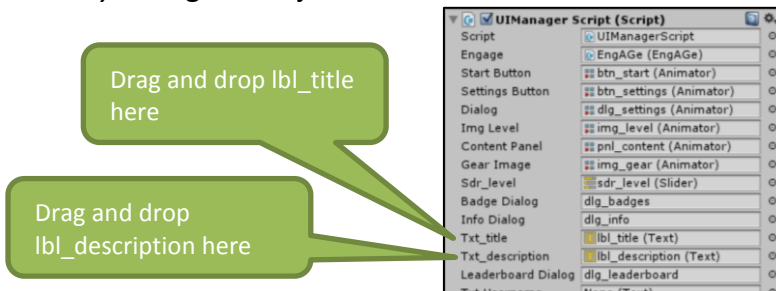 UIManager Script (Script)
Script UIManagerScript
Engage EngAGe (EngAGe)
Start Button btn_start (Animator)
Settings Button btn_settings (Animator)
Dialog dlg_settings (Animator)
Img Level img_level (Animator)
Content Panel pnl_content (Animator)
Gear Image img_gear (Animator)
Sdr_level sdr_level (Slider)
Badge Dialog dlg_badges
Info Dialog dlg_info
Txt_title lbl_title (Text)
Txt_description lbl_description (Text)
Leaderboard Dialog dlg_leaderboard
Drag and drop lbl_title
here
Drag and drop
lbl_description here